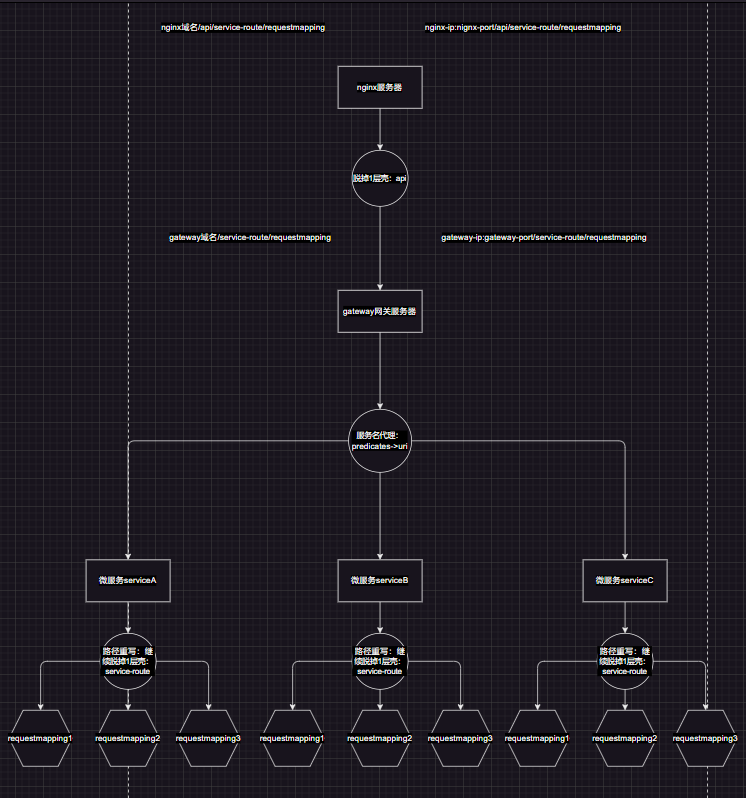 nginx域名/api/service-route/requestmapping
nginx-ip:nignx-port/api/service-route/requestmapping
nginx服务器
脱掉1层壳：api
gateway域名/service-route/requestmapping
gateway-ip:gateway-port/service-route/requestmapping
gateway网关服务器
服务名代理：
predicates->uri
微服务serviceA
微服务serviceB
微服务serviceC
路径重写：继
续脱掉1层壳：
service-route
路径重写：继
续脱掉1层壳：
service-route
路径重写：继
续脱掉1层壳：
service-route
requestmapping1
requestmapping2
requestmapping3
requestmapping1
requestmapping2
requestmapping3
requestmapping1
requestmapping2
requestmapping3